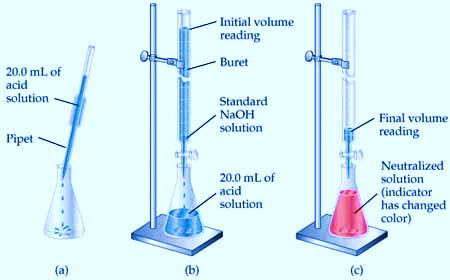 20.0 mL of
acid
solution
Pipet
(a)
Initial volume
reading
Buret
Standard
NaOH
solution
20.0 mL of
acid
solution
(b)
Final volume
reading
Neutralized
solution
(indicator
has changed
color)
(c)